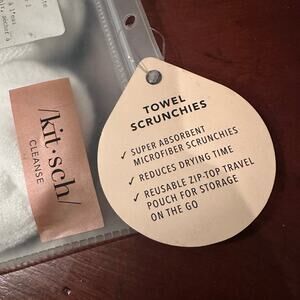 /kit·sch/
CLEANSE
TOWEL
SCRUNCHIES
✓ SUPER ABSORBENT
MICROFIBER SCRUNCHIES
✓ REDUCES DRYING TIME
✓ REUSABLE ZIP-TOP TRAVEL
POUCH FOR STORAGE
ON THE GO